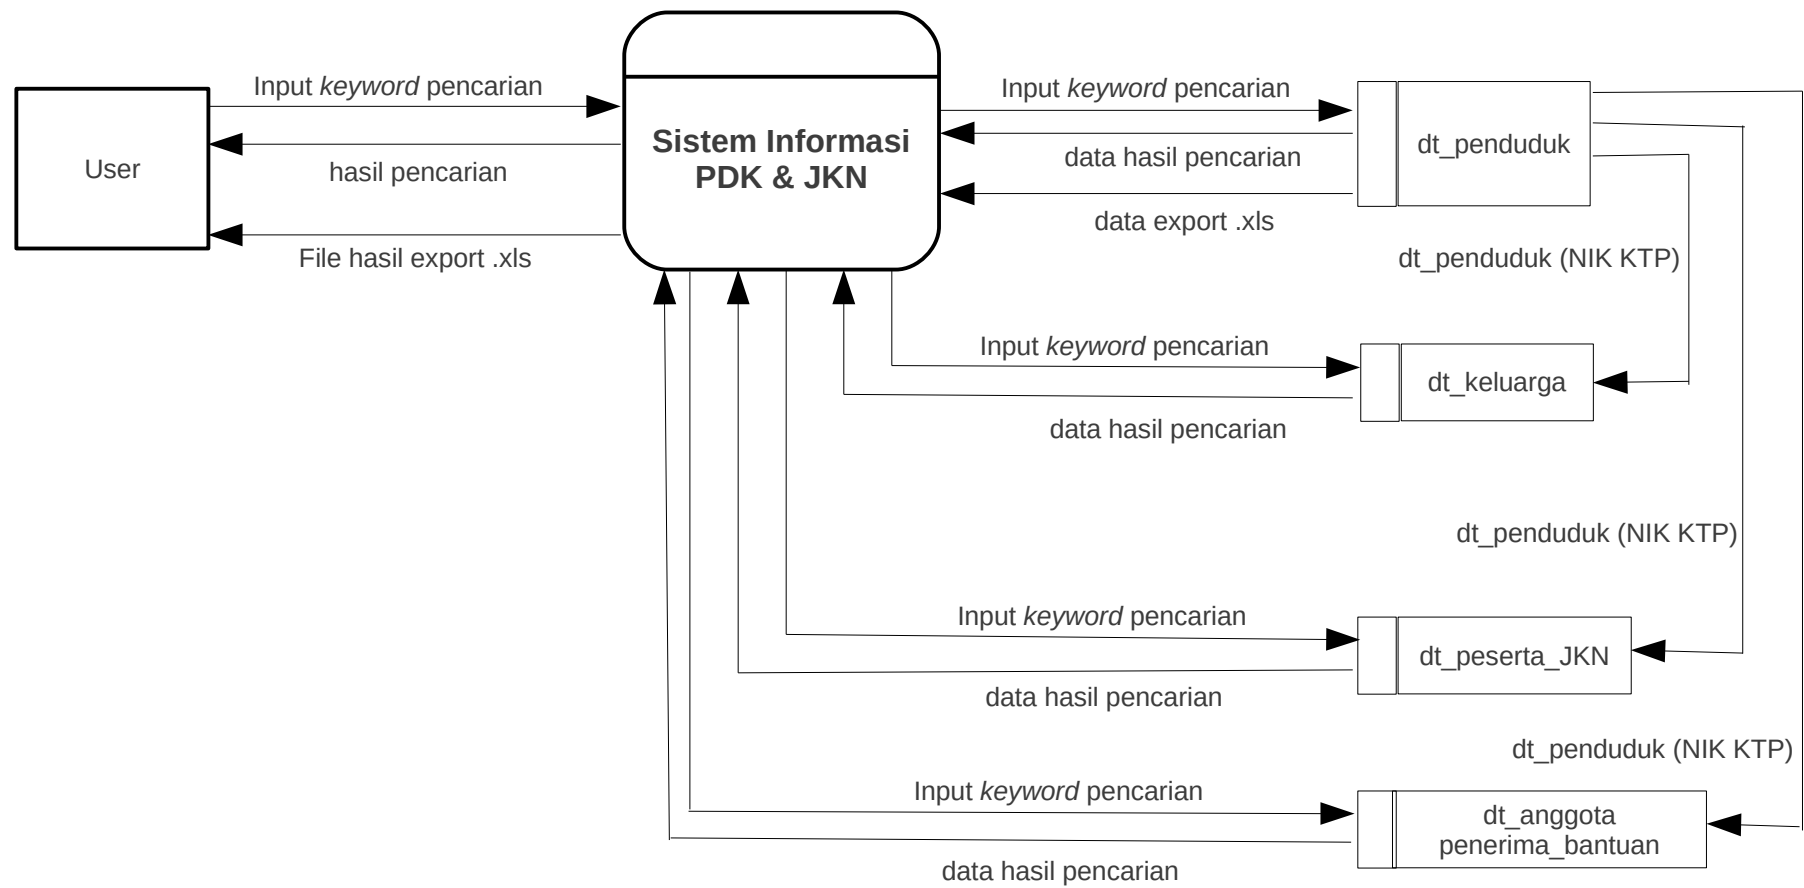 Input keyword pencarian
Input keyword pencarian
User
Sistem Informasi
PDK & JKN
dt_penduduk
hasil pencarian
data hasil pencarian
data export .xls
File hasil export .xls
dt_penduduk (NIK KTP)
Input keyword pencarian
dt_keluarga
data hasil pencarian
dt_penduduk (NIK KTP)
Input keyword pencarian
dt_peserta_JKN
data hasil pencarian
dt_penduduk (NIK KTP)
Input keyword pencarian
dt_anggota
penerima_bantuan
data hasil pencarian